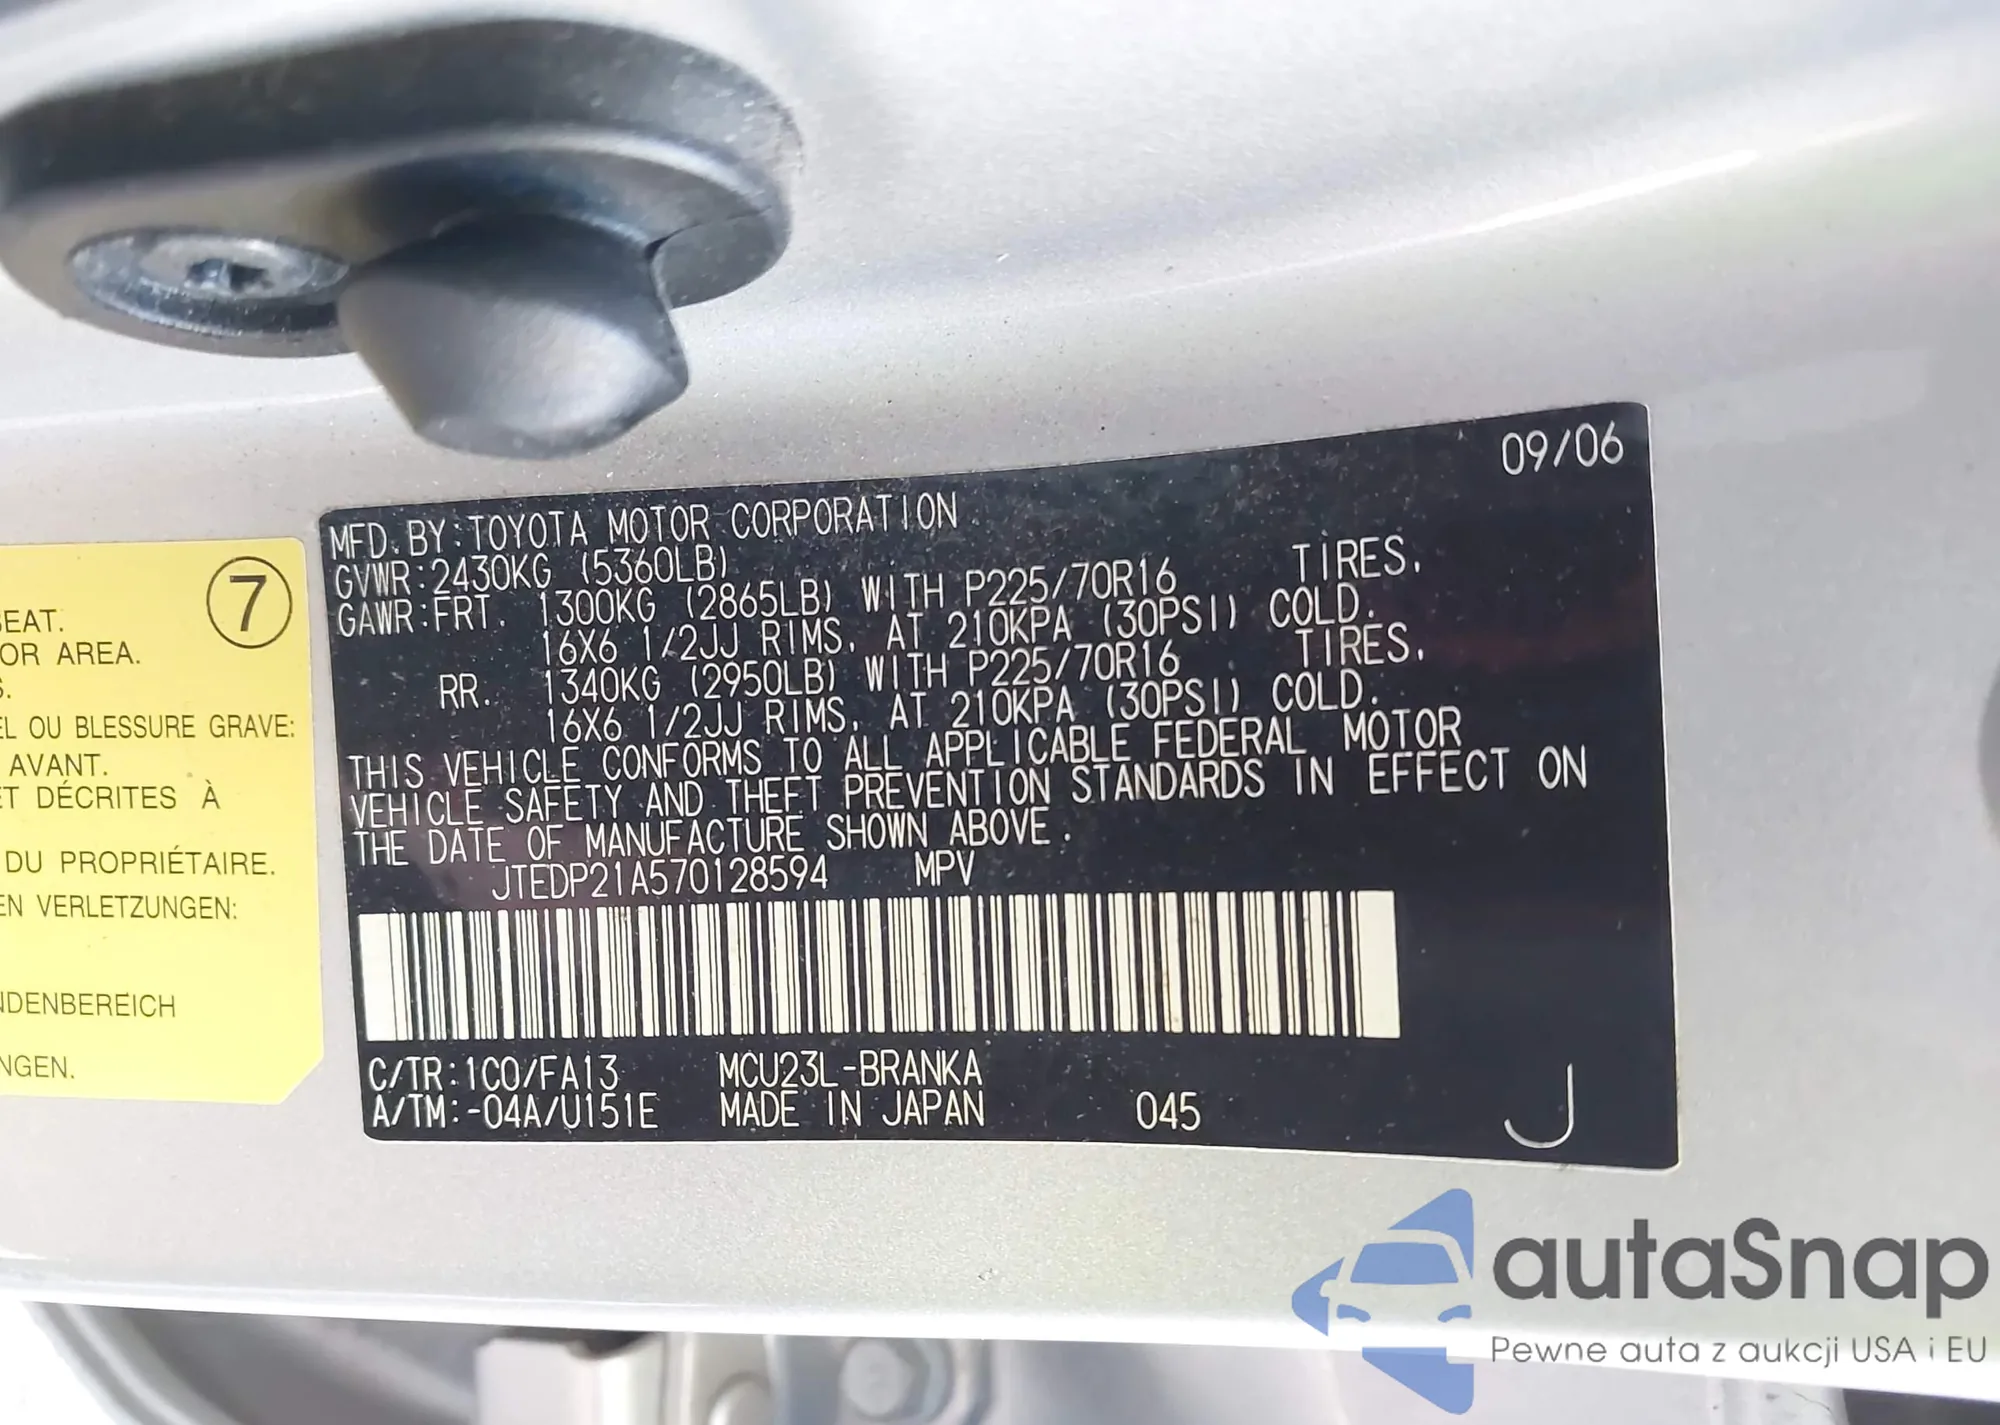 7
SEAT.
OR AREA.
S.
EL OU BLESSURE GRAVE:
AVANT.
ET DÉCRITES À
DU PROPRIÉTAIRE.
EN VERLETZUNGEN:
NDENBEREICH
NGEN.
09/06
MFD. BY:TOYOTA MOTOR CORPORATION
GVWR:2430KG (5360LB)
GAWR:FRT. 1300KG (2865LB) WITH P225/70R16 TIRES,
16X6 1/2JJ RIMS, AT 210KPA (30PSI) COLD.
RR. 1340KG (2950LB) WITH P225/70R16 TIRES,
16X6 1/2JJ RIMS, AT 210KPA (30PSI) COLD.
THIS VEHICLE CONFORMS TO ALL APPLICABLE FEDERAL MOTOR
VEHICLE SAFETY AND THEFT PREVENTION STANDARDS IN EFFECT ON
THE DATE OF MANUFACTURE SHOWN ABOVE.
JTEDP21A570128594 MPV
C/TR:1C0/FA13 MCU23L-BRANKA
A/TM:-04A/U151E MADE IN JAPAN 045 J
autaSnap
Pewne auta z aukcji USA i EU